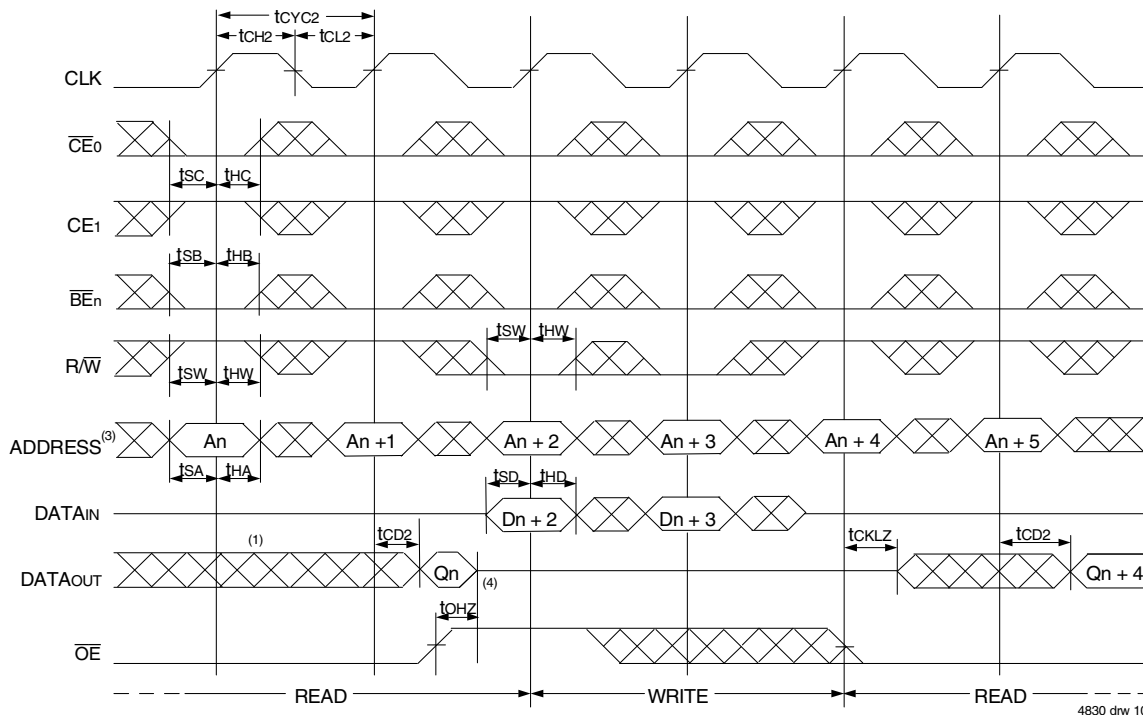 tCYC2
tCH2 tCL2
CLK
CE0
tSC tHC
CE1
tSB tHB
BEn
tSW tHW
R/W
tSW tHW
ADDRESS(3) An An +1 An + 2 An + 3 An + 4 An + 5
tSA tHA
tSD tHD
DATAIN Dn + 2 Dn + 3
(1) tCD2 tCKLZ tCD2
DATAOUT Qn (4) Qn + 4
tOHZ
OE
READ WRITE READ
4830 drw 10